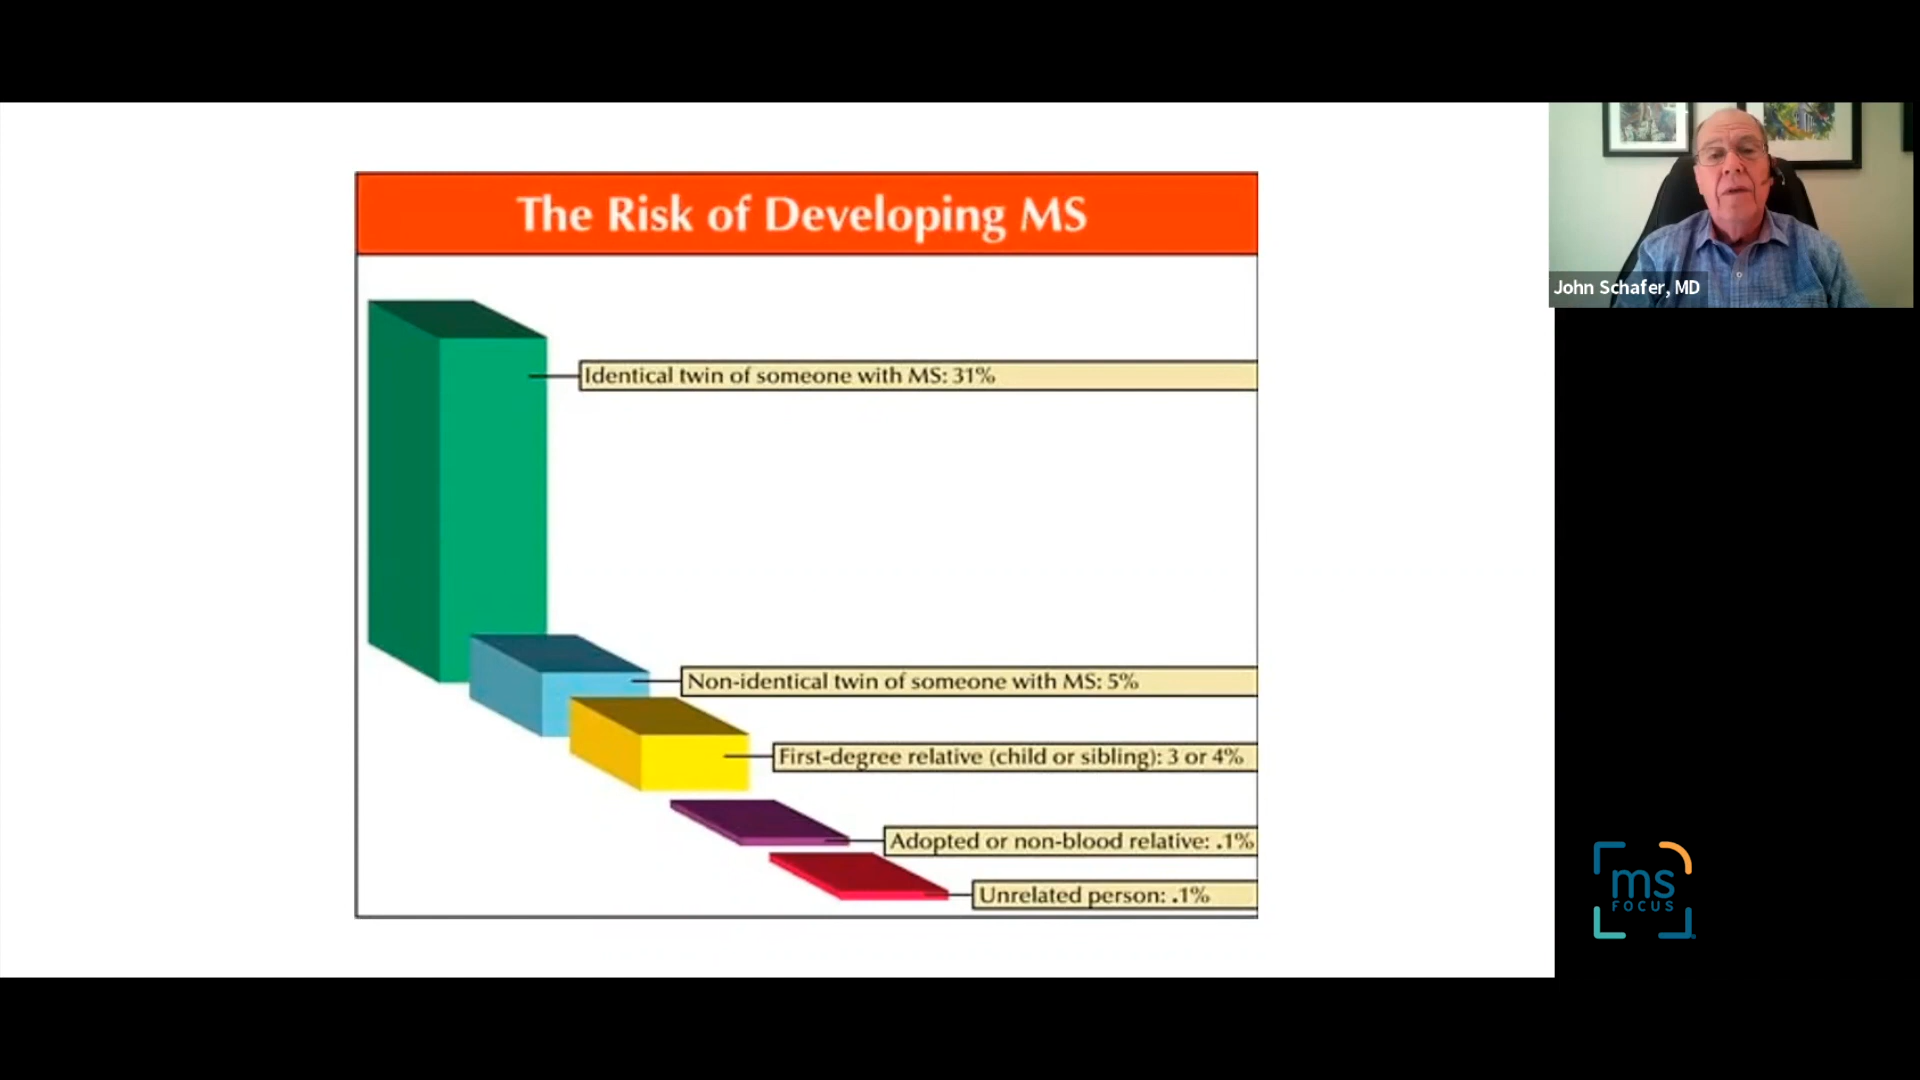 The Risk of Developing MS
Identical twin of someone with MS: 31%
Non-identical twin of someone with MS: 5%
First-degree relative (child or sibling): 3 or 4%
Adopted or non-blood relative: .1%
Unrelated person: .1%
John Schafer, MD
ms
FOCUS